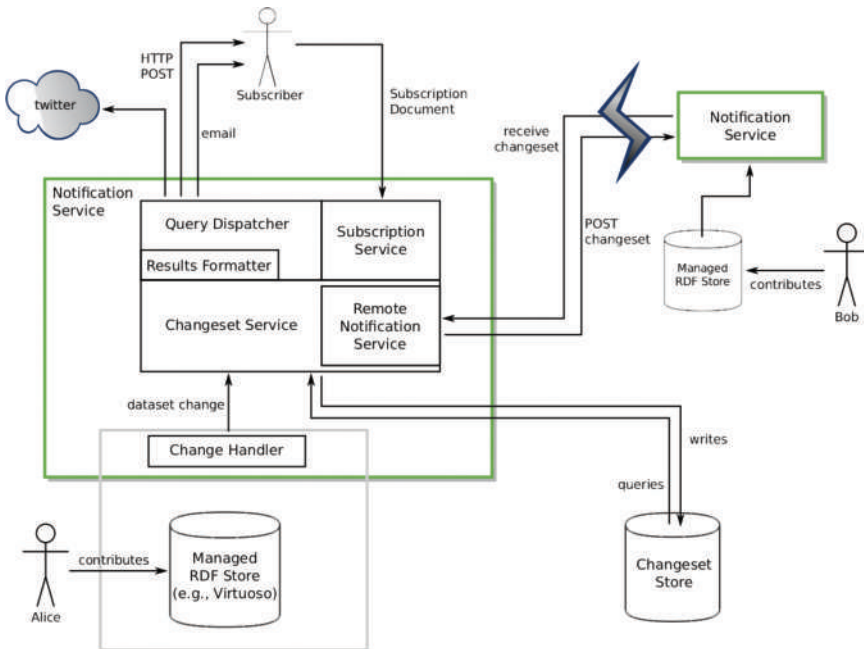 HTTP
POST
Subscriber
twitter
email
Subscription
Document
receive
changeset
Notification
Service
Notification
Service
Query Dispatcher
Subscription
Service
Results Formatter
POST
changeset
Managed
RDF Store
contributes
Bob
Changeset Service
Remote
Notification
Service
dataset change
Change Handler
writes
queries
Alice
contributes
Managed
RDF Store
(e.g., Virtuoso)
Changeset
Store